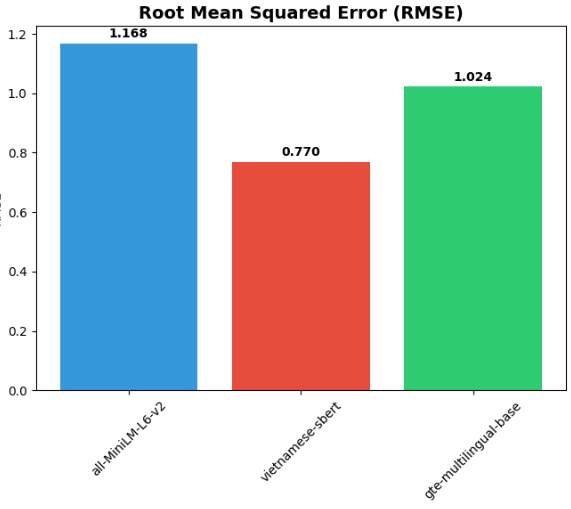 Root Mean Squared Error (RMSE)
1.2
1.0
0.8
0.6
0.4
0.2
0.0
1.168
0.770
1.024
all-MiniLM-L6-v2
vietnamese-sbert
gte-multilingual-base